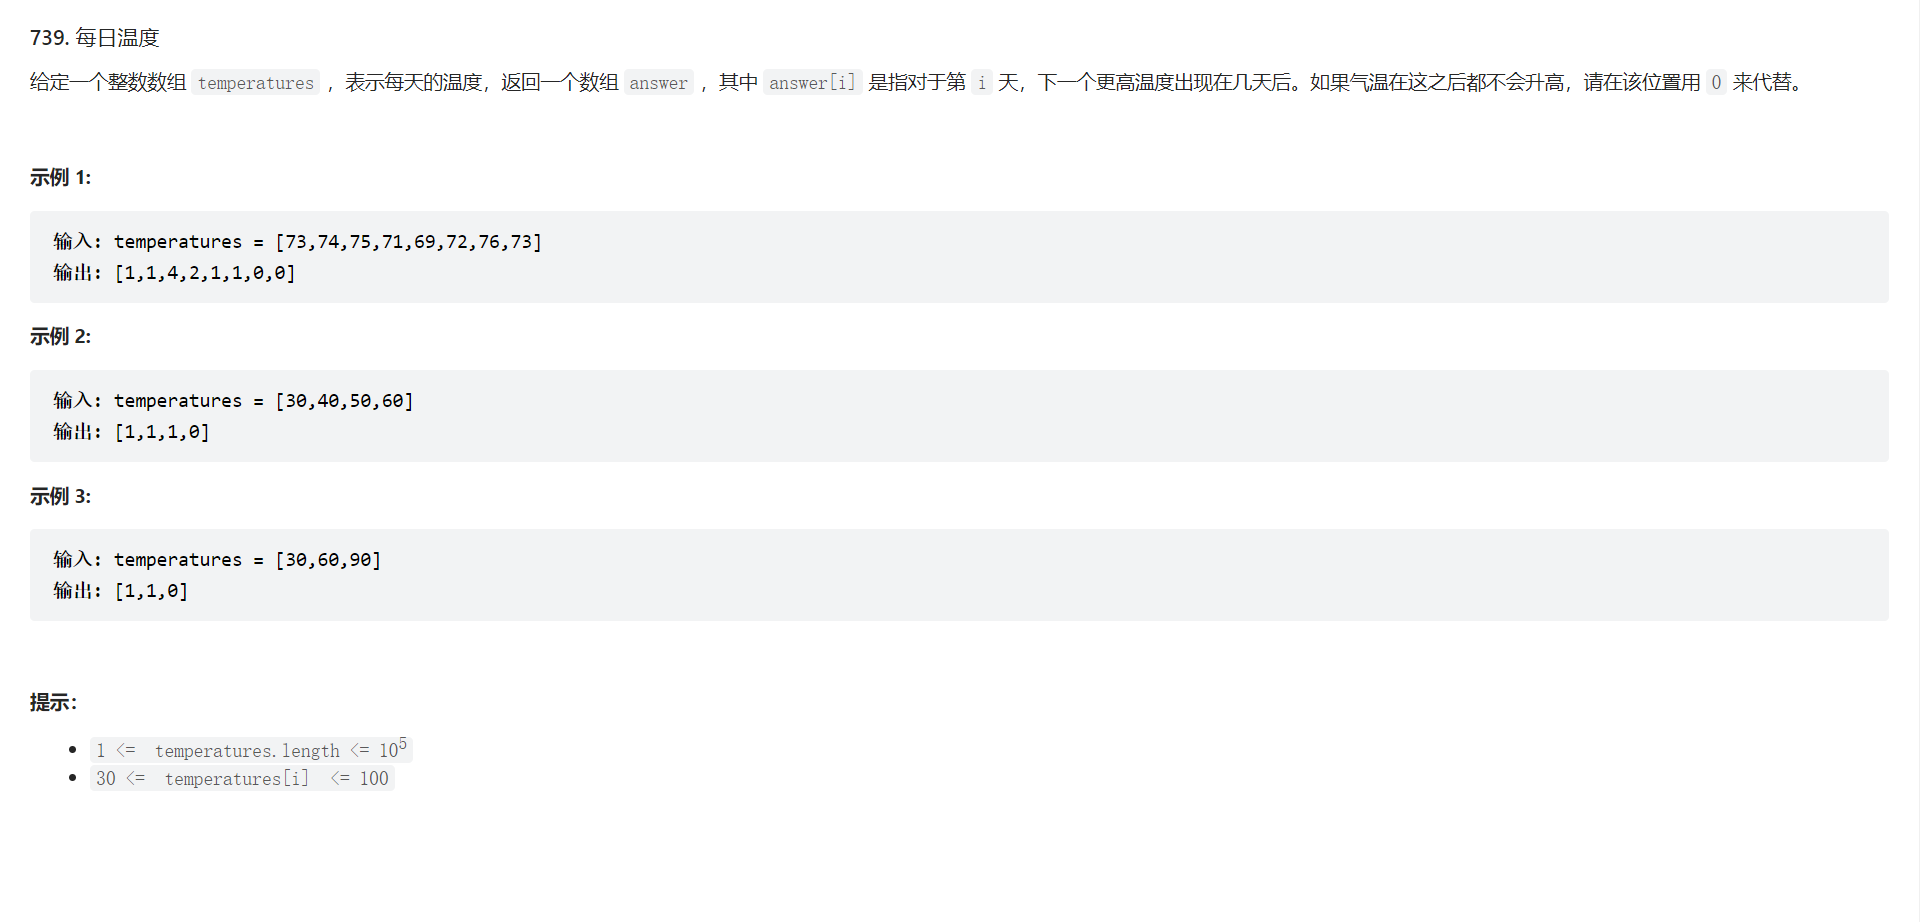 739. 每日温度
给定一个整数数组 temperatures ，表示每天的温度，返回一个数组 answer ，其中 answer[i] 是指对于第 i 天，下一个更高温度出现在几天后。如果气温在这之后都不会升高，请在该位置用 0 来代替。
示例 1:
输入: temperatures = [73,74,75,71,69,72,76,73]
输出: [1,1,4,2,1,1,0,0]
示例 2:
输入: temperatures = [30,40,50,60]
输出: [1,1,1,0]
示例 3:
输入: temperatures = [30,60,90]
输出: [1,1,0]
提示：
• 1 <= temperatures.length <= 10⁵
• 30 <= temperatures[i] <= 100